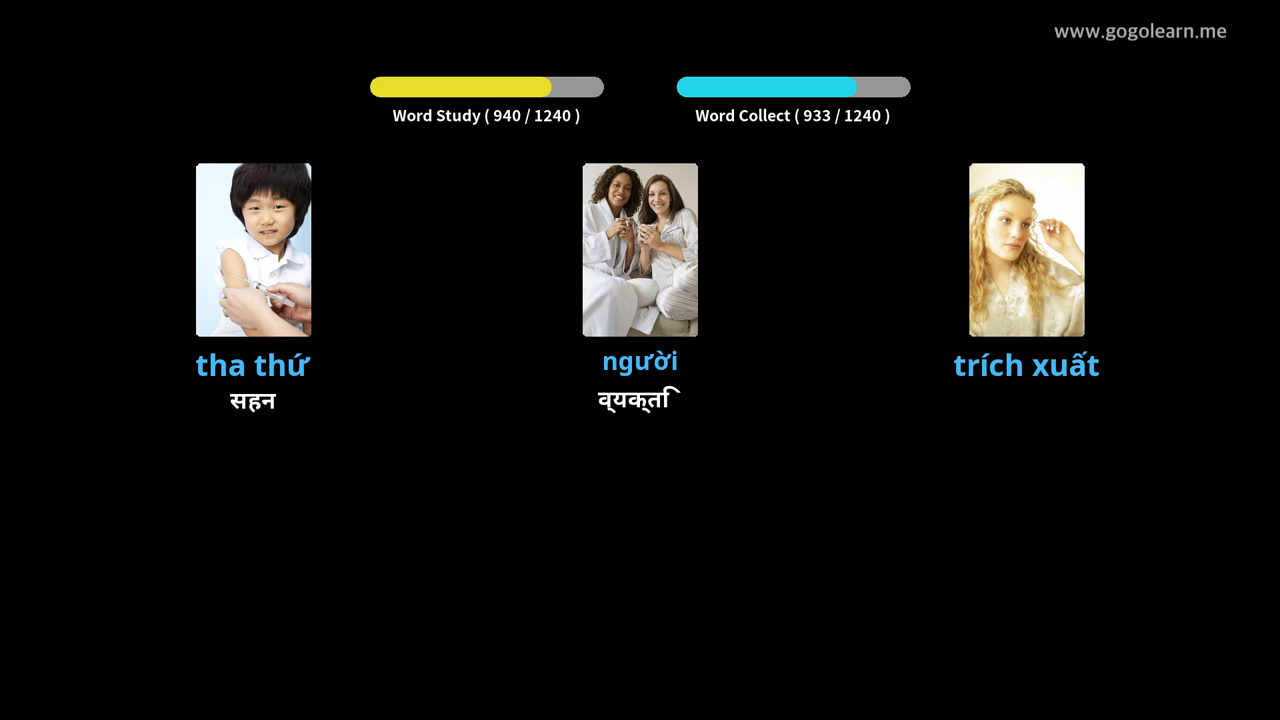 www.gogolearn.me
Word Study ( 940 / 1240 )
Word Collect ( 933 / 1240 )
tha thứ
người
trích xuất
सहन
व्यक्ति